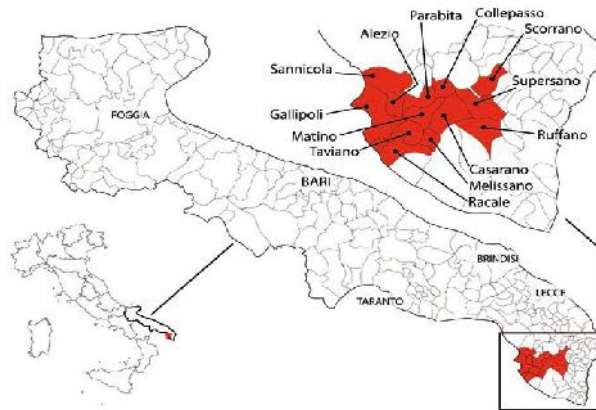 Parabita
Collepasso
Alezio
Scorrano
Sannicola
Supersano
Gallipoli
Matino
Ruffano
Taviano
Casarano
Melissano
Racale
FOGGIA
BARI
BRINDISI
TARANTO
LECCE